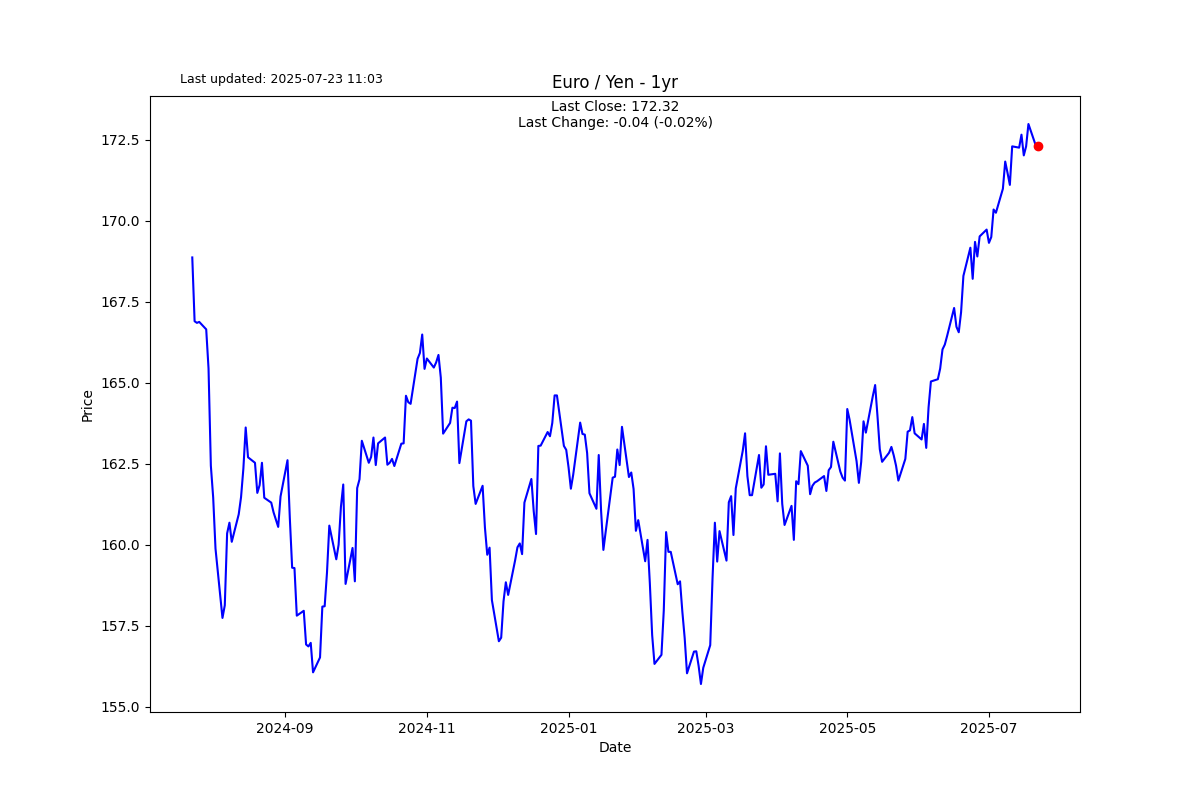 Last updated: 2025-07-23 11:03
Euro / Yen - 1yr
Last Close: 172.32
Last Change: -0.04 (-0.02%)
172.5
170.0
167.5
165.0
162.5
160.0
157.5
155.0
Price
2024-09
2024-11
2025-01
2025-03
2025-05
2025-07
Date